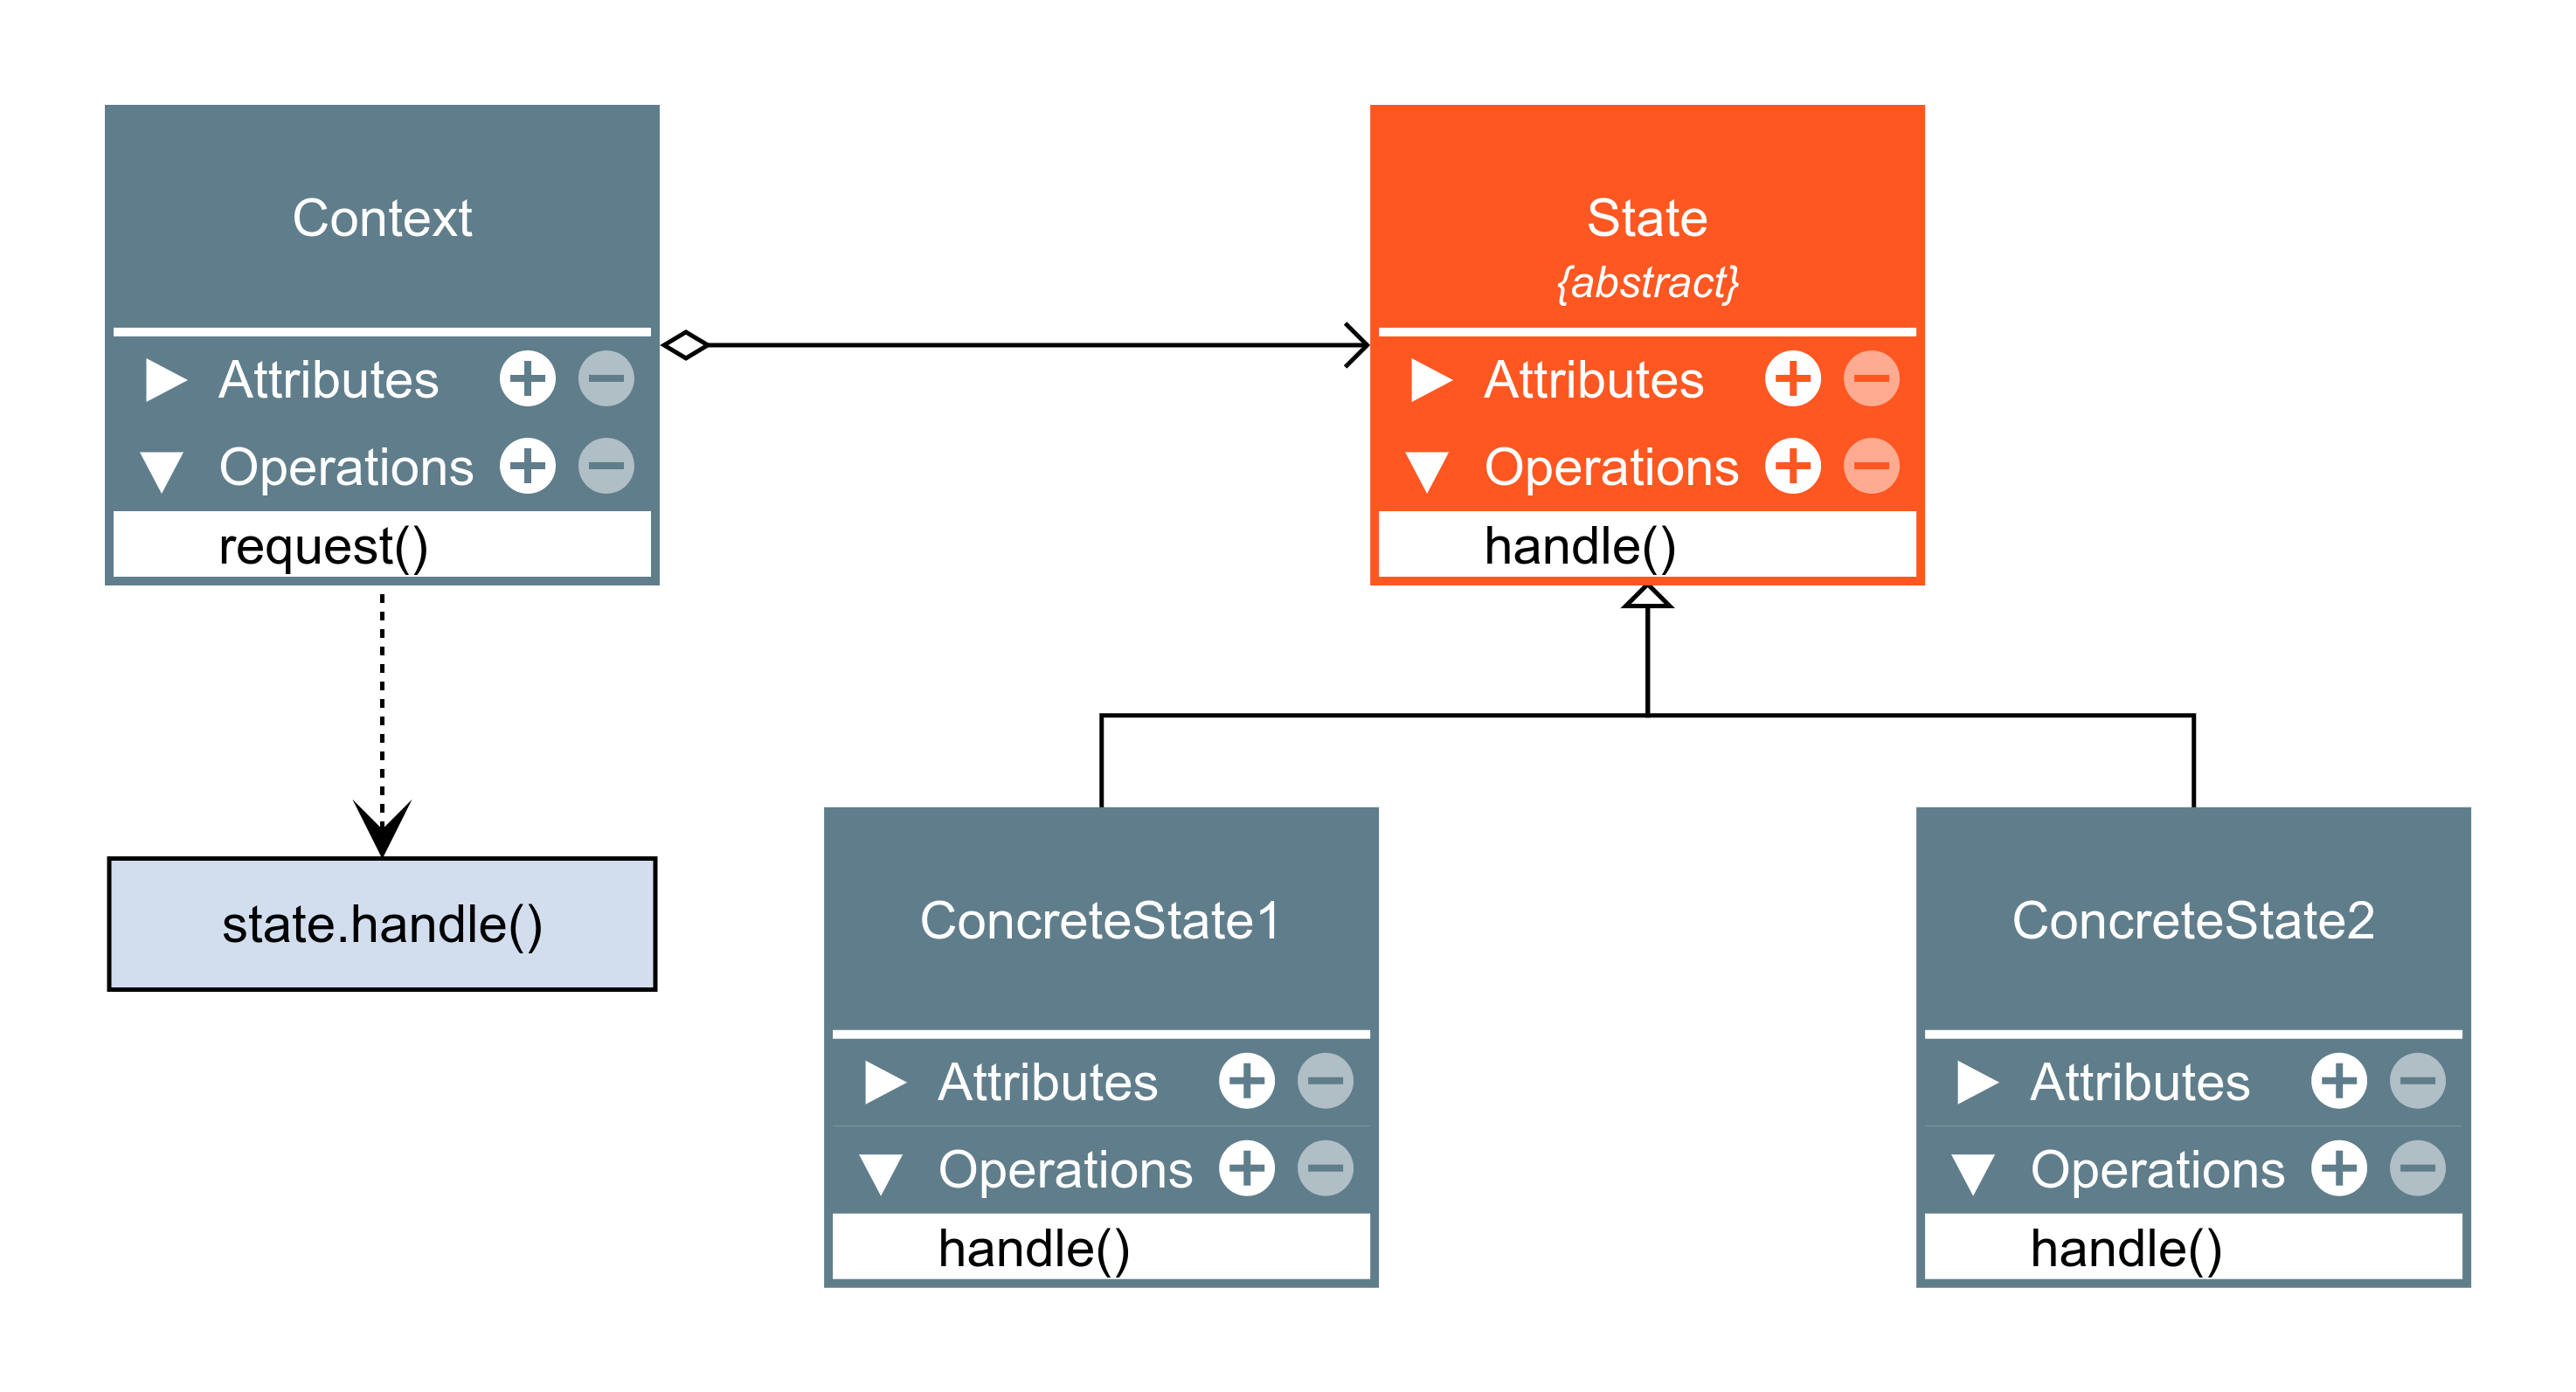 Context
Attributes
Operations
request()
State
{abstract}
Attributes
Operations
handle()
state.handle()
ConcreteState1
Attributes
Operations
handle()
ConcreteState2
Attributes
Operations
handle()